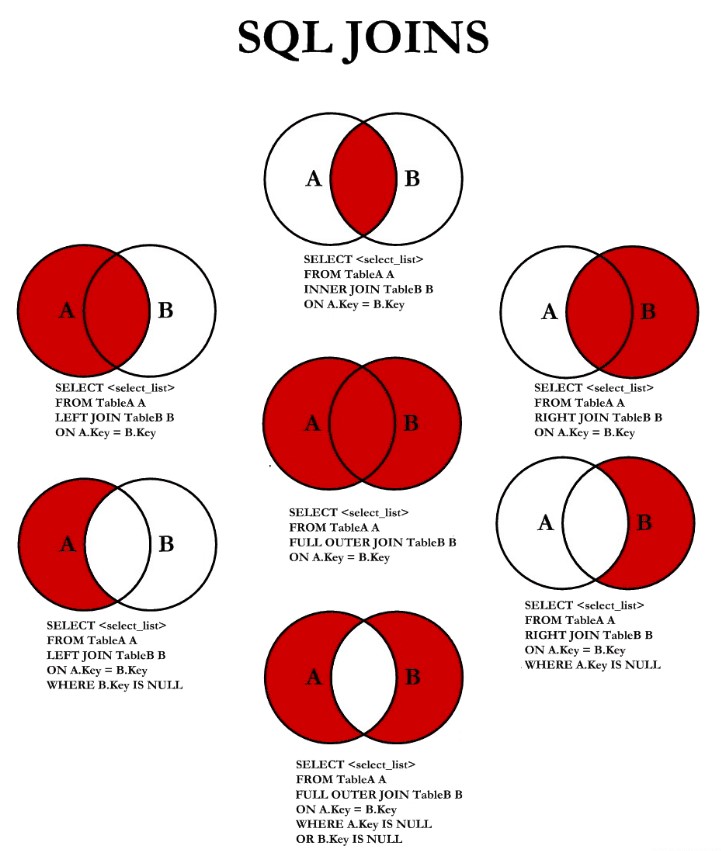 SQL JOINS
A B
SELECT <select_list>
FROM TableA A
INNER JOIN TableB B
ON A.Key = B.Key
A B
SELECT <select_list>
FROM TableA A
LEFT JOIN TableB B
ON A.Key = B.Key
A B
SELECT <select_list>
FROM TableA A
RIGHT JOIN TableB B
ON A.Key = B.Key
A B
SELECT <select_list>
FROM TableA A
FULL OUTER JOIN TableB B
ON A.Key = B.Key
A B
SELECT <select_list>
FROM TableA A
LEFT JOIN TableB B
ON A.Key = B.Key
WHERE B.Key IS NULL
A B
SELECT <select_list>
FROM TableA A
RIGHT JOIN TableB B
ON A.Key = B.Key
WHERE A.Key IS NULL
A B
SELECT <select_list>
FROM TableA A
FULL OUTER JOIN TableB B
ON A.Key = B.Key
WHERE A.Key IS NULL
OR B.Key IS NULL